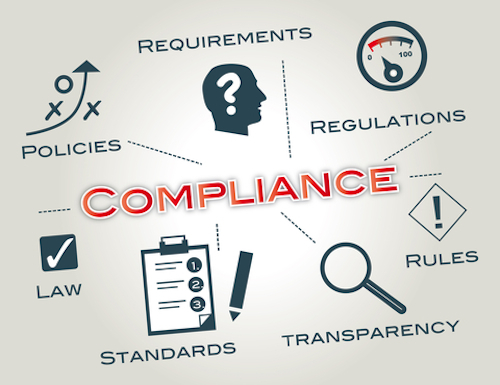 REQUIREMENTS
0
100
POLICIES
?
REGULATIONS
COMPLIANCE
!
LAW
1.
2.
3.
RULES
STANDARDS
TRANSPARENCY